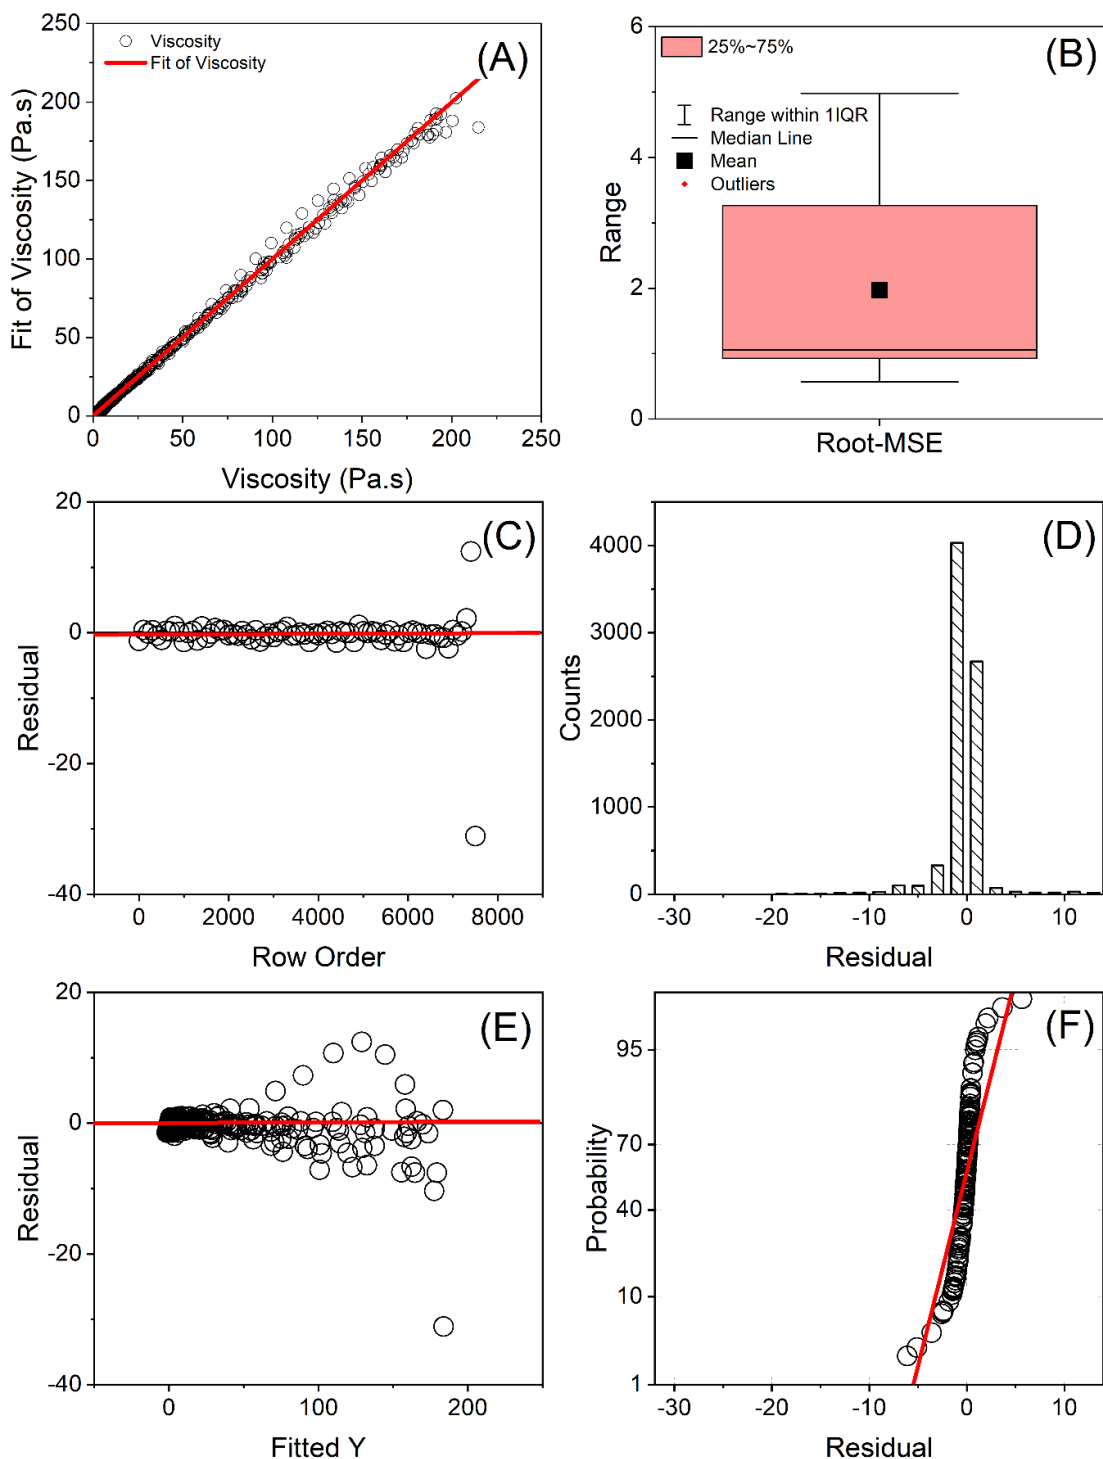 250
200
150
100
50
0
Fit of Viscosity (Pa.s)
Viscosity
Fit of Viscosity
(A)
0 50 100 150 200 250
Viscosity (Pa.s)
6
4
2
0
Range
25%~75%
(B)
Range within 1IQR
Median Line
Mean
Outliers
Root-MSE
20
0
-20
-40
Residual
(C)
0 2000 4000 6000 8000
Row Order
4000
3000
2000
1000
0
Counts
(D)
-30 -20 -10 0 10
Residual
20
0
-20
-40
Residual
(E)
0 100 200
Fitted Y
95
70
40
10
1
Probability
(F)
-30 -20 -10 0 10
Residual